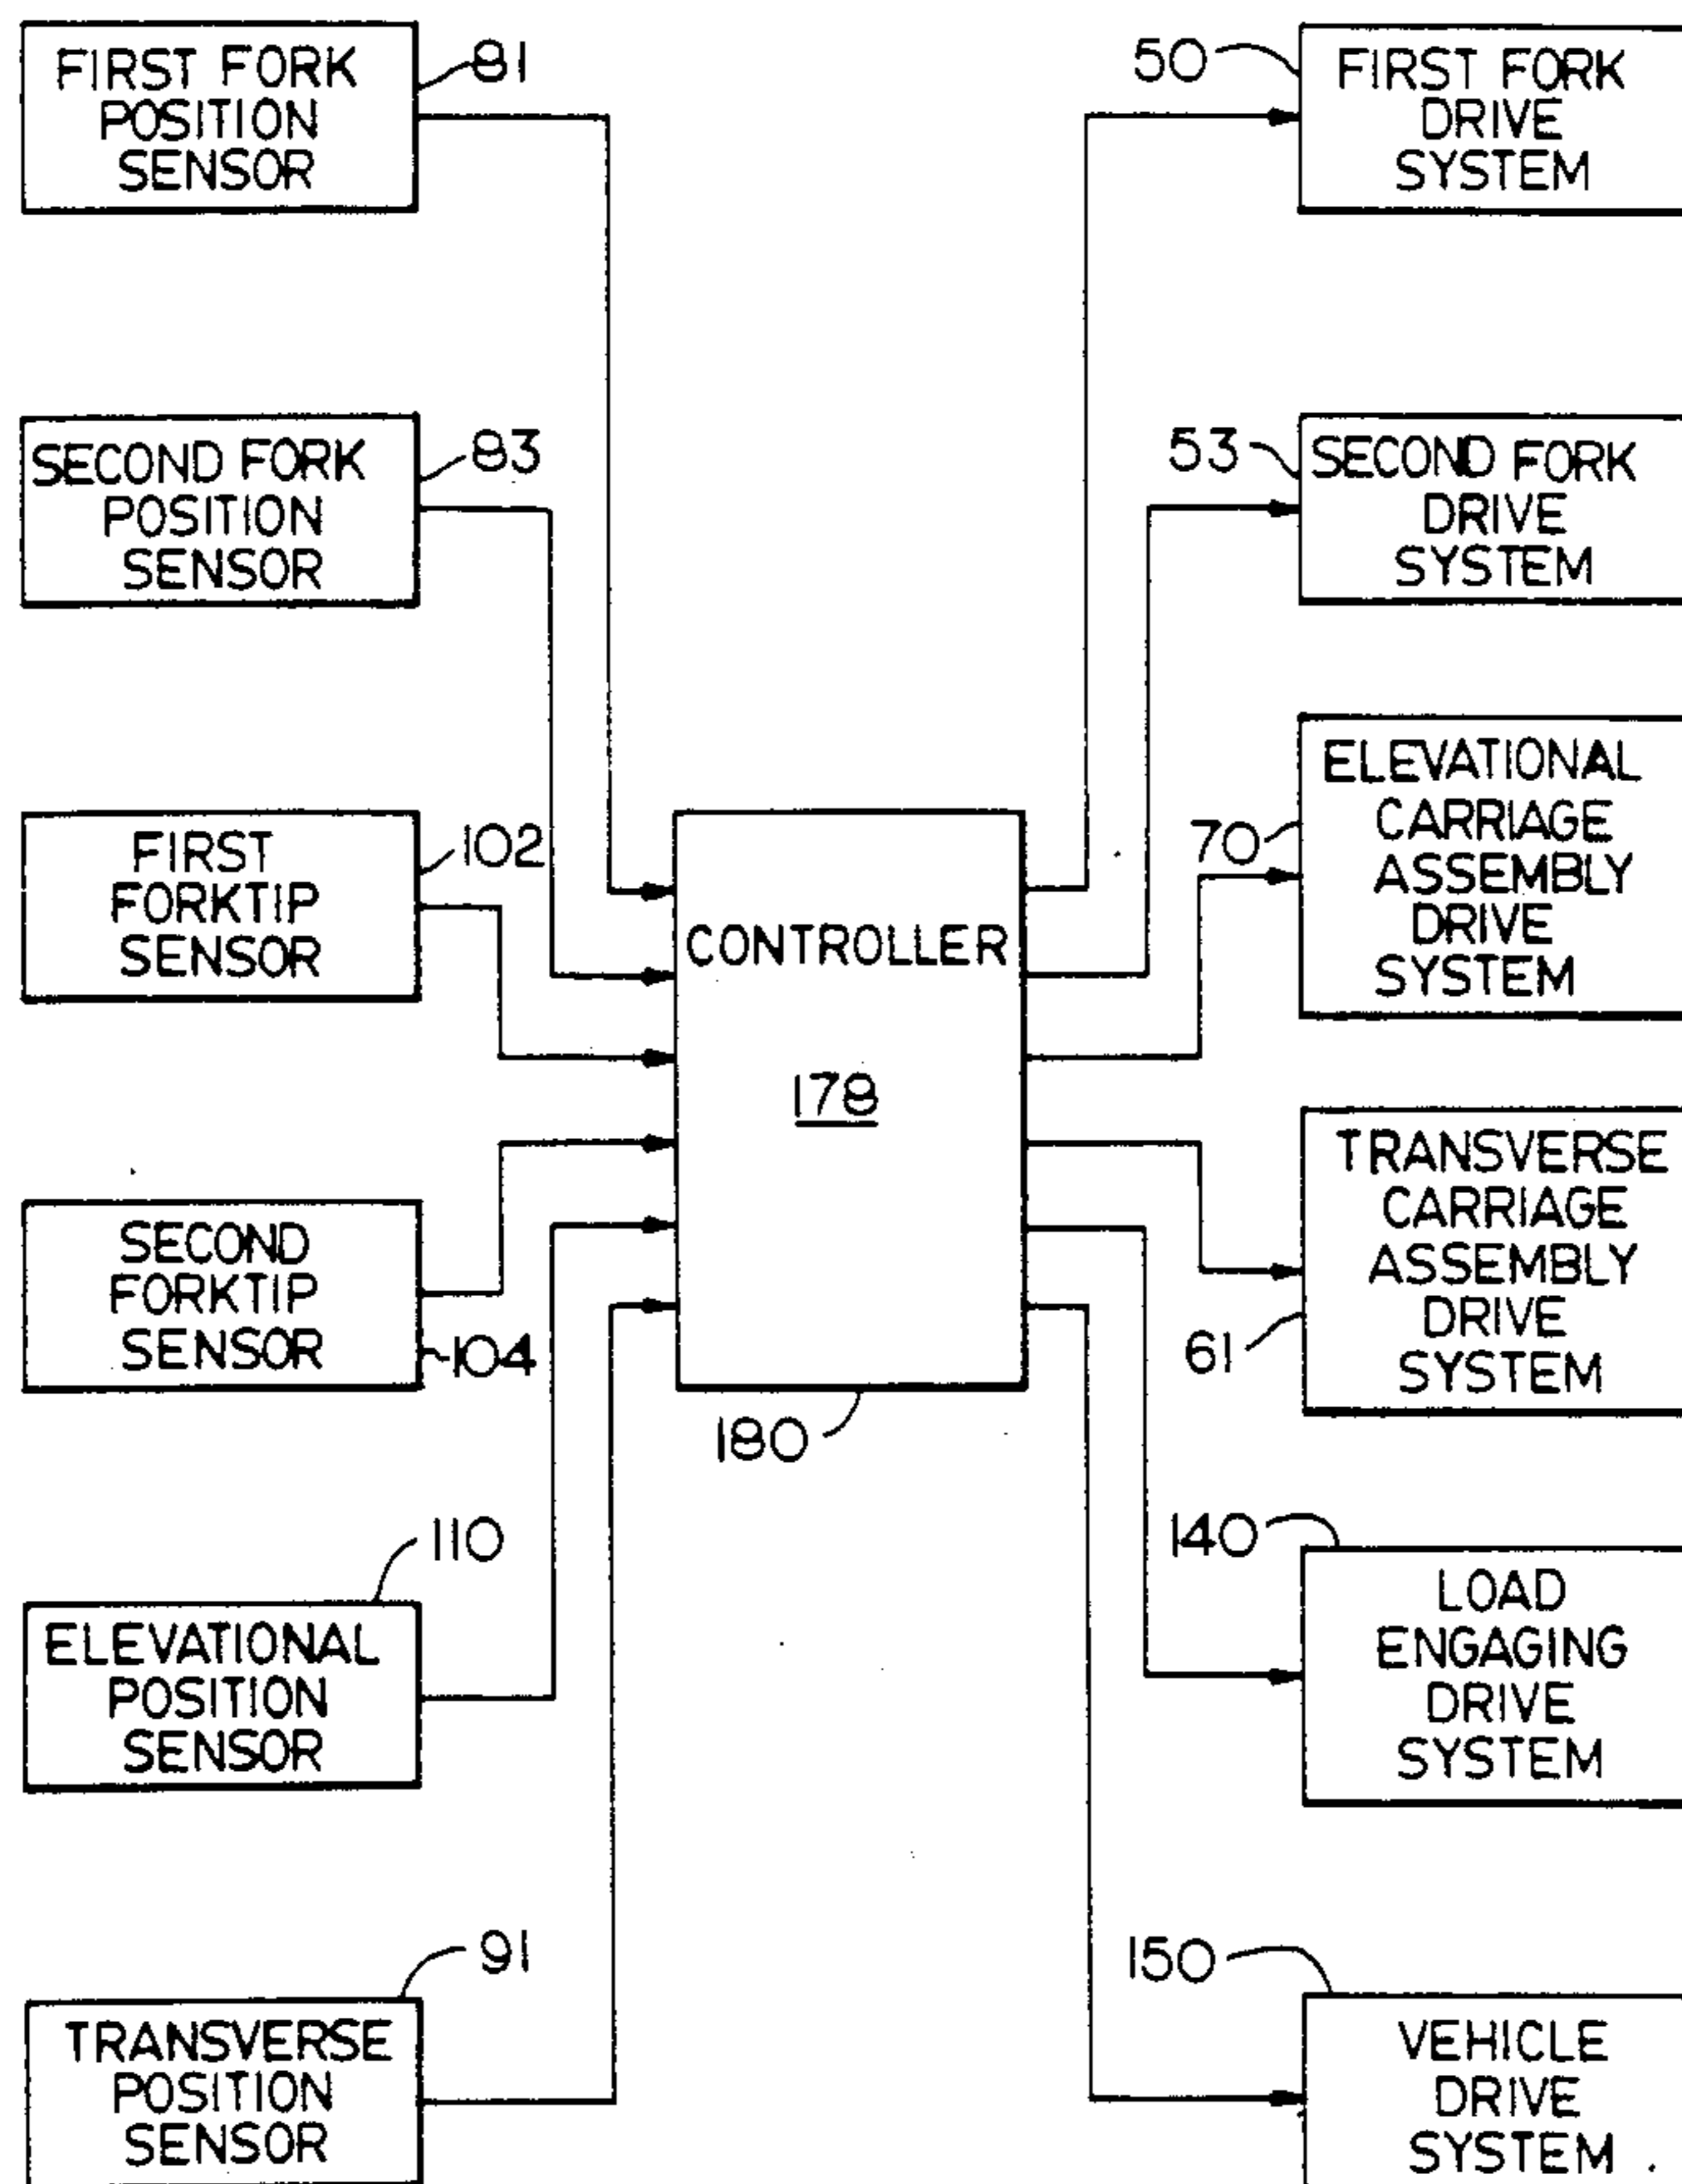 FIRST FORK
POSITION
SENSOR
81
SECOND FORK
POSITION
SENSOR
83
FIRST
FORKTIP
SENSOR
102
SECOND
FORKTIP
SENSOR
104
ELEVATIONAL
POSITION
SENSOR
110
TRANSVERSE
POSITION
SENSOR
91
CONTROLLER
178
180
50
FIRST FORK
DRIVE
SYSTEM
53
SECOND FORK
DRIVE
SYSTEM
70
ELEVATIONAL
CARRIAGE
ASSEMBLY
DRIVE
SYSTEM
61
TRANSVERSE
CARRIAGE
ASSEMBLY
DRIVE
SYSTEM
140
LOAD
ENGAGING
DRIVE
SYSTEM
150
VEHICLE
DRIVE
SYSTEM